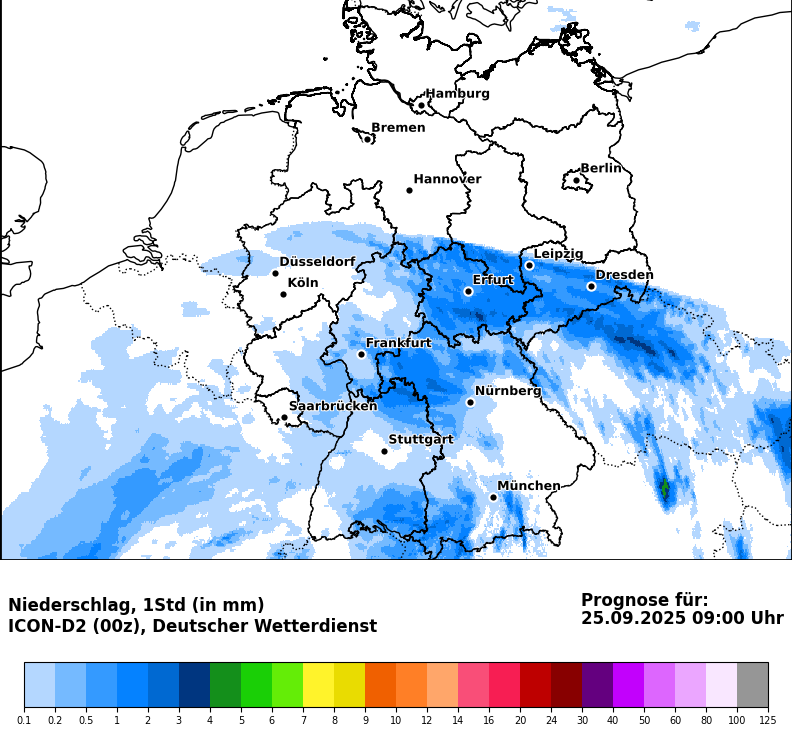 Hamburg
Bremen
Berlin
Hannover
Leipzig
Düsseldorf
Dresden
Köln
Erfurt
Frankfurt
Nürnberg
Saarbrücken
Stuttgart
München
Niederschlag, 1Std (in mm)
ICON-D2 (00z), Deutscher Wetterdienst
Prognose für:
25.09.2025 09:00 Uhr
0.1 0.2 0.5 1 2 3 4 5 6 7 8 9 10 12 14 16 20 24 30 40 50 60 80 100 125